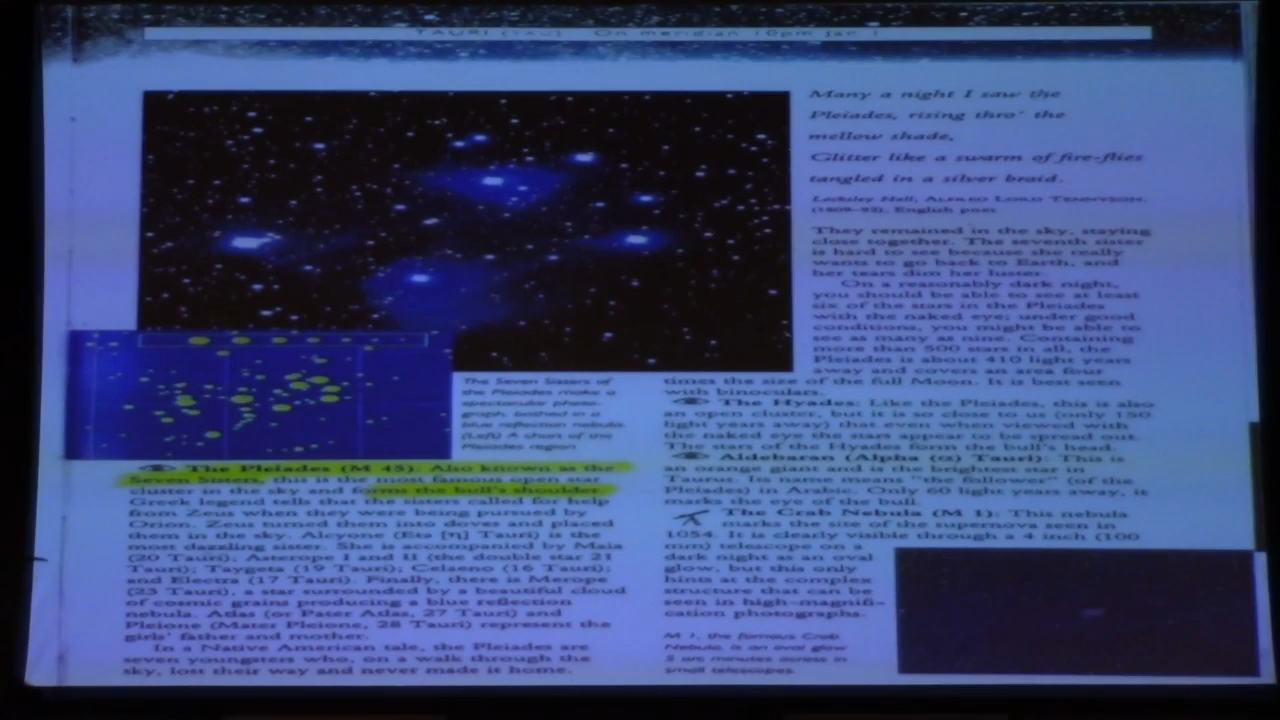 TAURI (TAU) On meridian 10pm Jan 1
Many a night I saw the
Pleiades, rising thro' the
mellow shade,
Glitter like a swarm of fire-flies
tangled in a silver braid.
Locksley Hall, ALFRED LORD TENNYSON,
(1809–92), English poet
They remained in the sky, staying
close together. The seventh sister
is hard to see because she really
wants to go back to Earth, and
her tears dim her luster.
On a reasonably dark night,
you should be able to see at least
six of the stars in the Pleiades
with the naked eye; under good
conditions, you might be able to
see as many as nine. Containing
more than 500 stars in all, the
Pleiades is about 410 light years
away and covers an area four
times the size of the full Moon. It is best seen
with binoculars.
The Hyades: Like the Pleiades, this is also
an open cluster, but it is so close to us (only 150
light years away) that even when viewed with
the naked eye the stars appear to be spread out.
The stars of the Hyades form the bull's head.
Aldebaran (Alpha (α) Tauri): This is
an orange giant and is the brightest star in
Taurus. Its name means "the follower" (of the
Pleiades) in Arabic. Only 60 light years away, it
marks the eye of the bull.
The Crab Nebula (M 1): This nebula
marks the site of the supernova seen in
1054. It is clearly visible through a 4 inch (100
mm) telescope on a
dark night as an oval
glow, but this only
hints at the complex
structure that can be
seen in high-magnifi-
cation photographs.
M 1, the famous Crab
Nebula, is an oval glow
5 arc minutes across in
small telescopes.
The Seven Sisters of
the Pleiades make a
spectacular photo-
graph, bathed in a
blue reflection nebula.
(Left) A chart of the
Pleiades region
The Pleiades (M 45): Also known as the
Seven Sisters, this is the most famous open star
cluster in the sky and forms the bull's shoulder
Greek legend tells that the sisters called for help
from Zeus when they were being pursued by
Orion. Zeus turned them into doves and placed
them in the sky. Alcyone (Eta [η] Tauri) is the
most dazzling sister. She is accompanied by Maia
(20 Tauri); Asterope I and II (the double star 21
Tauri); Taygeta (19 Tauri); Celaeno (16 Tauri);
and Electra (17 Tauri). Finally, there is Merope
(23 Tauri), a star surrounded by a beautiful cloud
of cosmic grains producing a blue reflection
nebula. Atlas (or Pater Atlas, 27 Tauri) and
Pleione (Mater Pleione, 28 Tauri) represent the
girls' father and mother.
In a Native American tale, the Pleiades are
seven youngsters who, on a walk through the
sky, lost their way and never made it home.